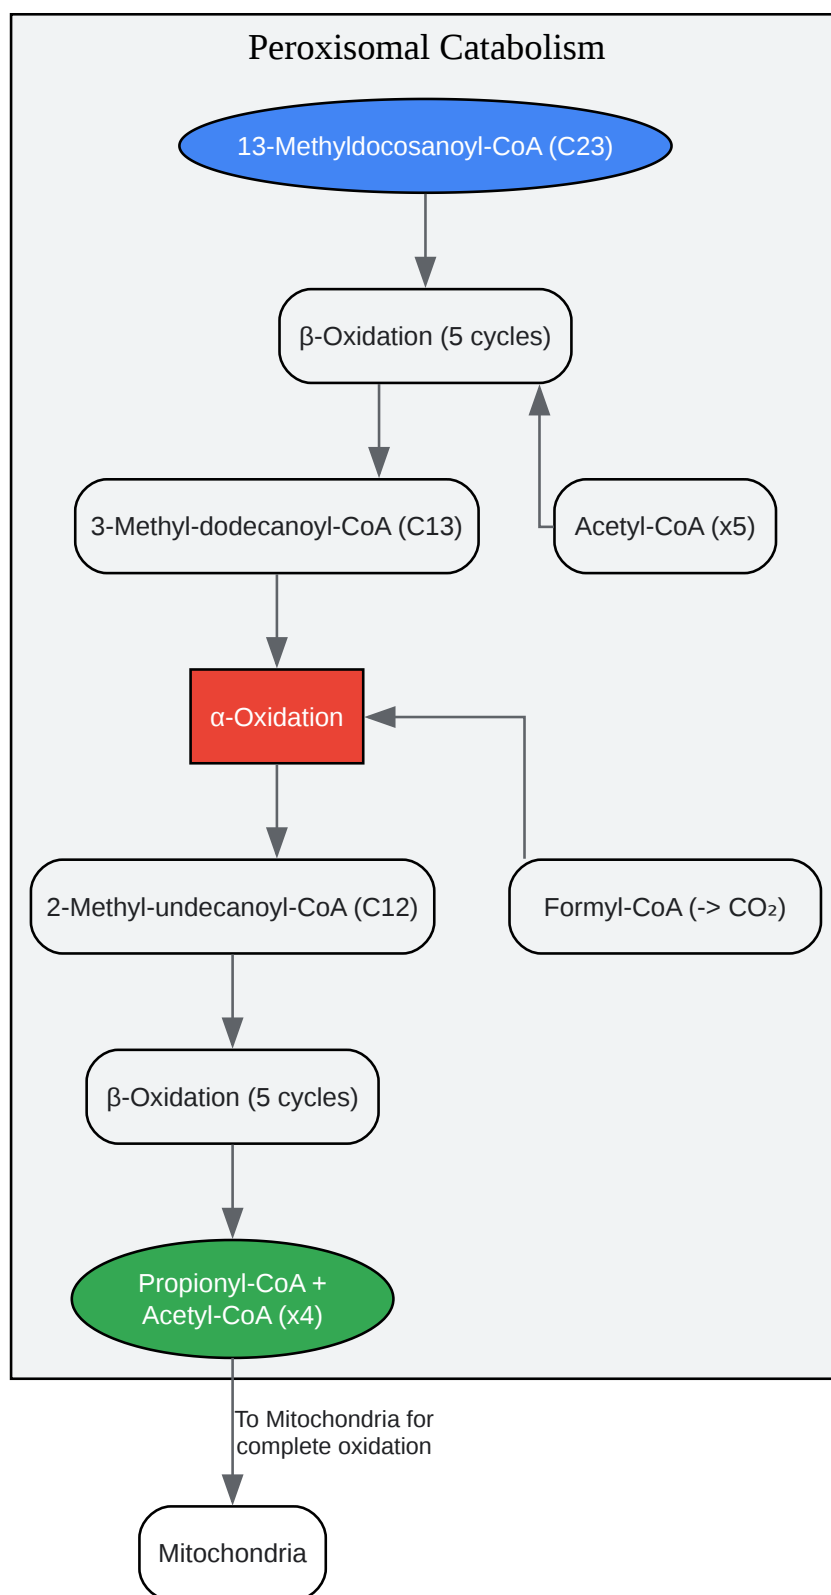 Peroxisomal Catabolism
13-Methyldocosanoyl-CoA (C23)
β-Oxidation (5 cycles)
3-Methyl-dodecanoyl-CoA (C13)
Acetyl-CoA (x5)
α-Oxidation
2-Methyl-undecanoyl-CoA (C12)
Formyl-CoA (-> CO₂)
β-Oxidation (5 cycles)
Propionyl-CoA +
Acetyl-CoA (x4)
To Mitochondria for
complete oxidation
Mitochondria